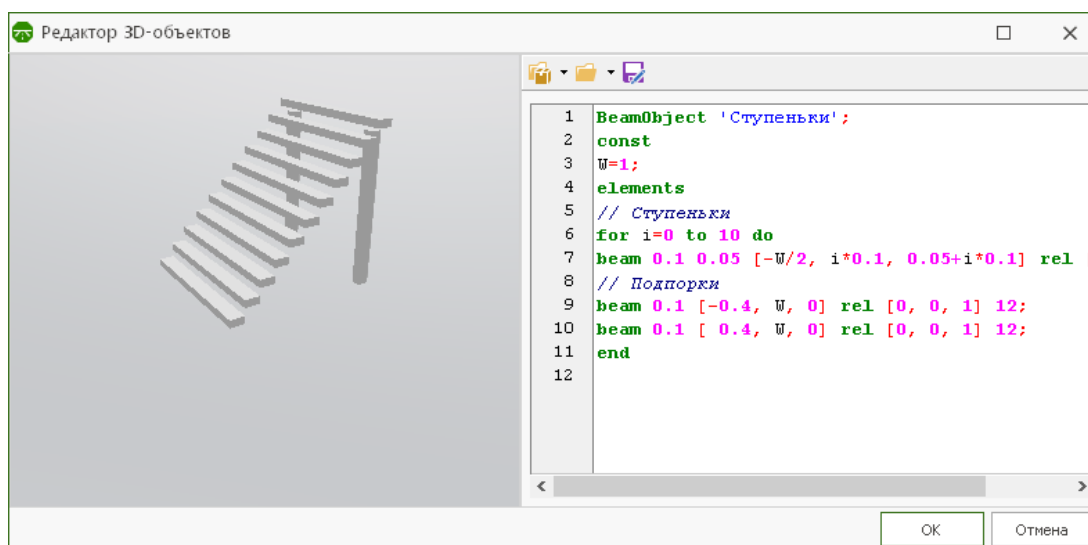 Редактор 3D-объектов
1 BeamObject 'Ступеньки';
2 const
3 W=1;
4 elements
5 // Ступеньки
6 for i=0 to 10 do
7 beam 0.1 0.05 [-W/2, i*0.1, 0.05+i*0.1] rel
8 // Подпорки
9 beam 0.1 [-0.4, W, 0] rel [0, 0, 1] 12;
10 beam 0.1 [ 0.4, W, 0] rel [0, 0, 1] 12;
11 end
12
ОК Отмена